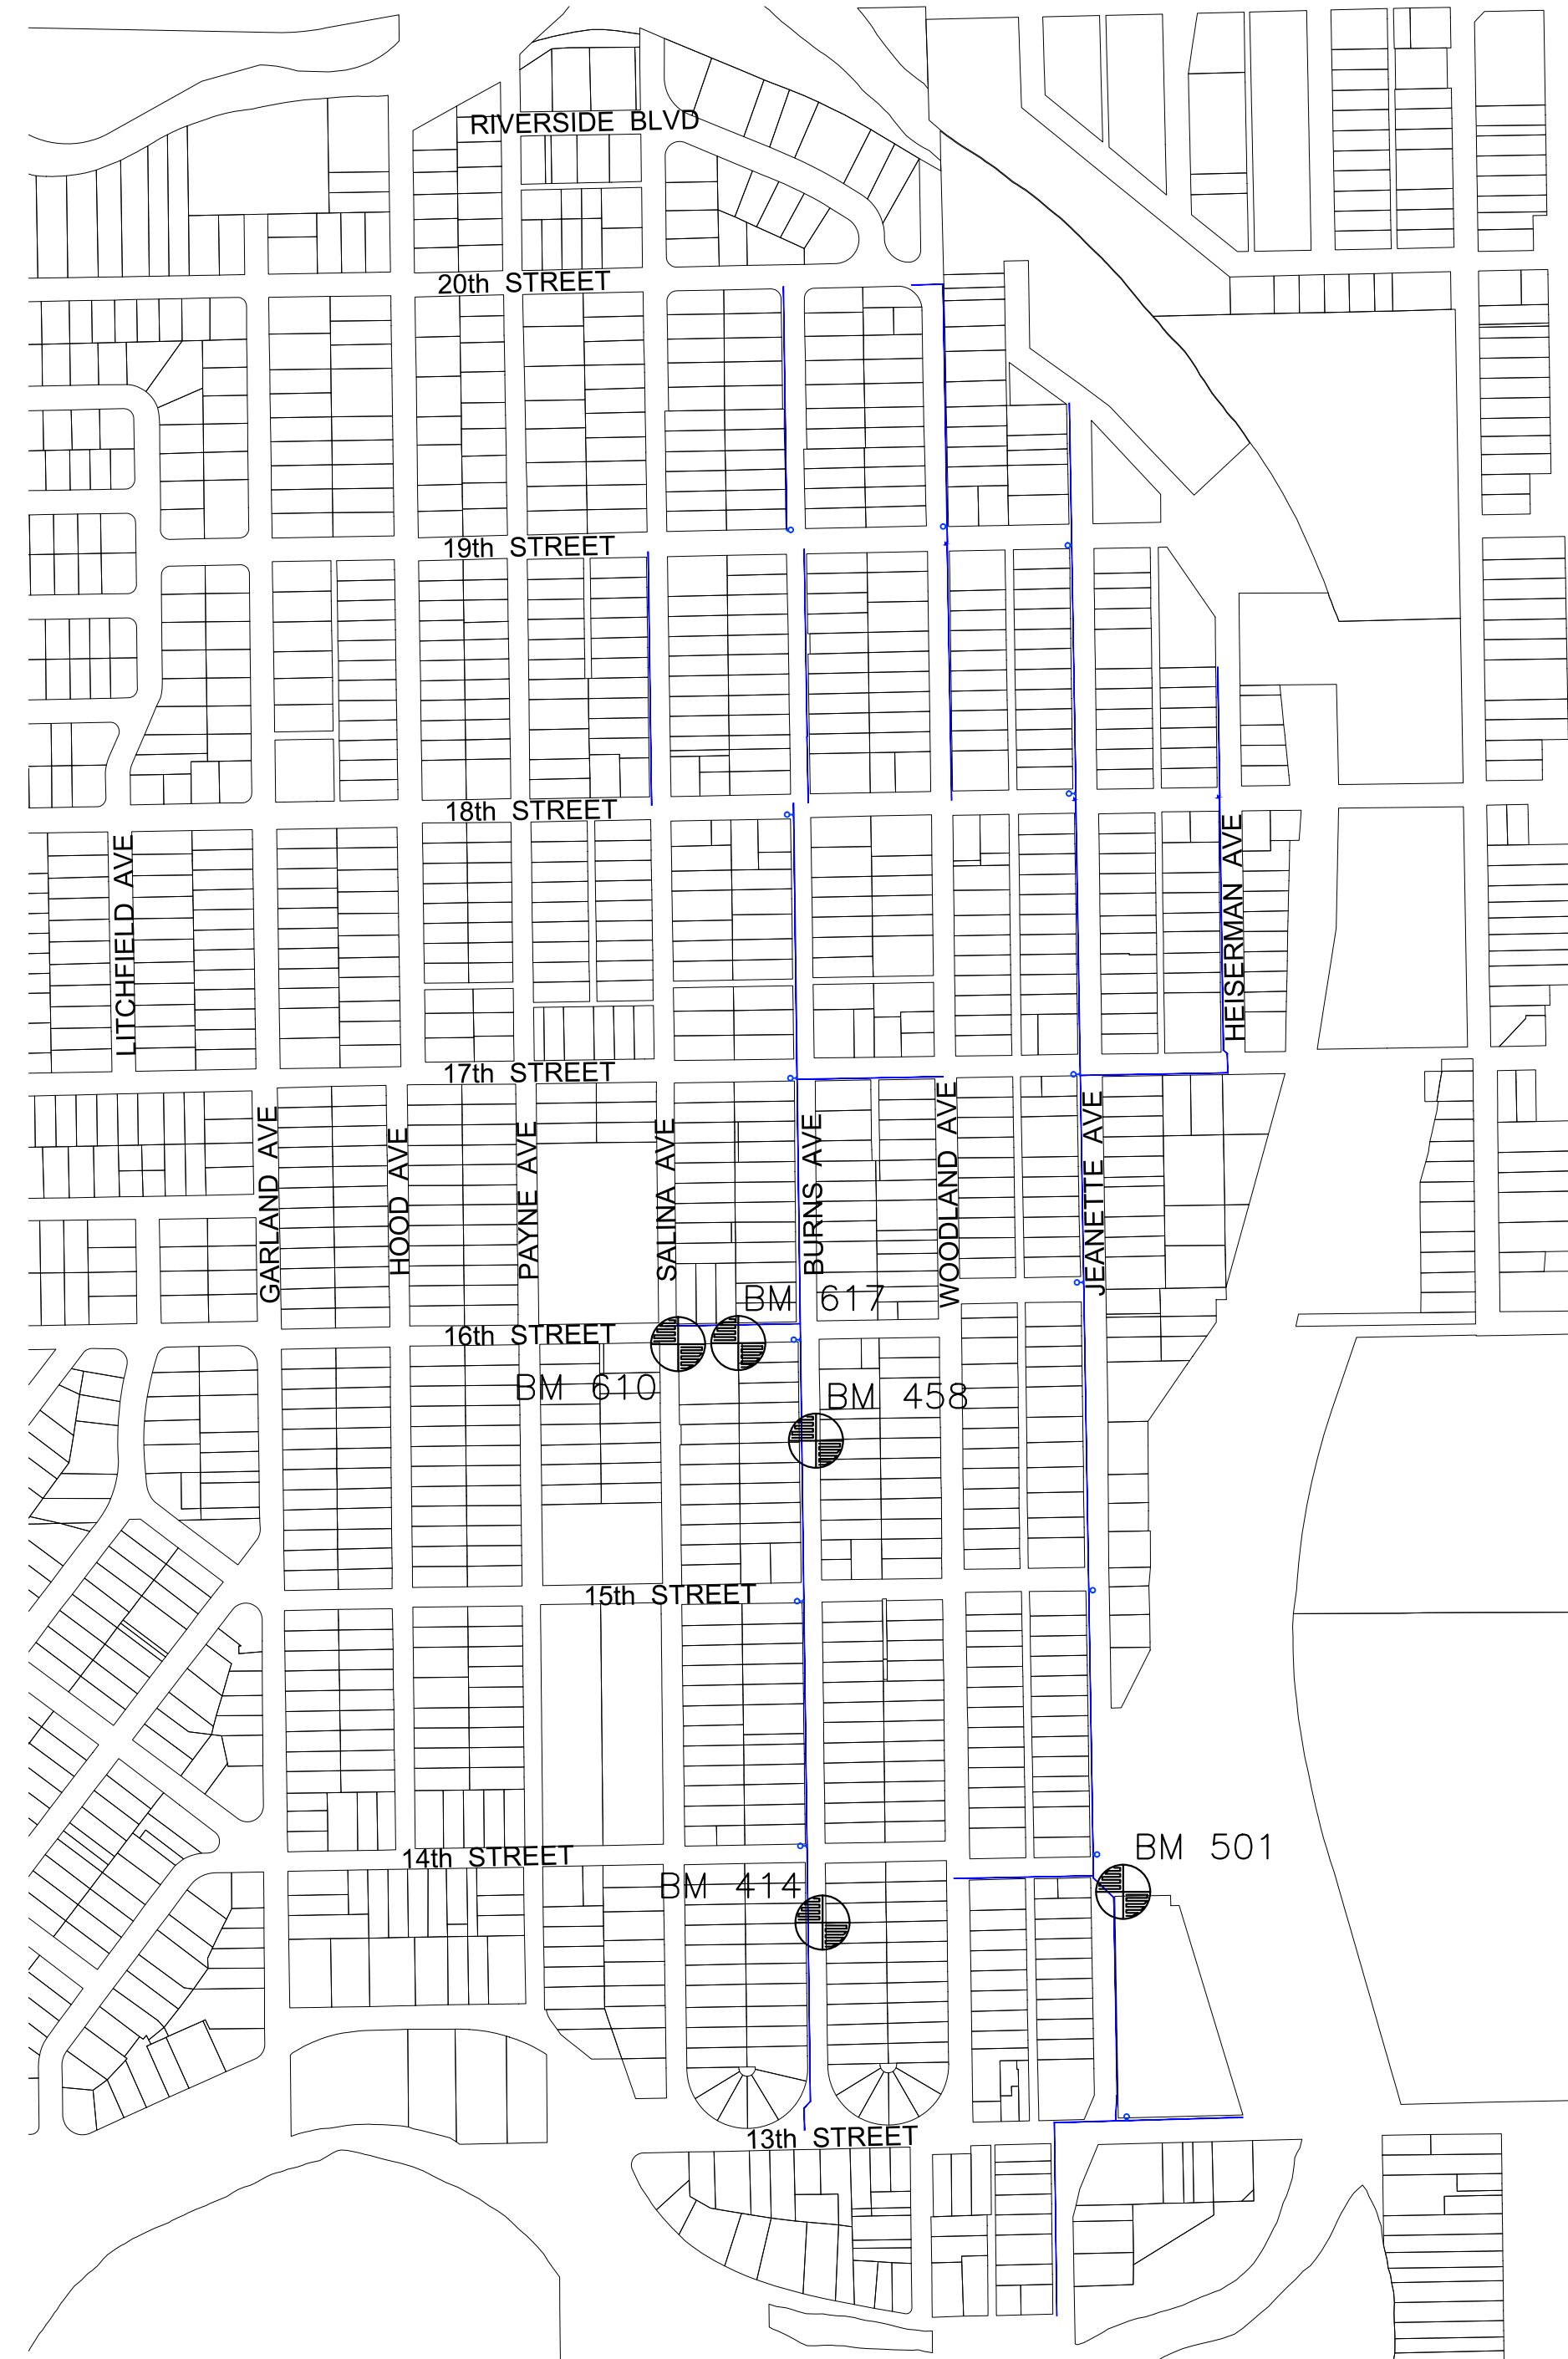 RIVERSIDE BLVD
20th STREET
19th STREET
18th STREET
LITCHFIELD AVE
HEISERMAN AVE
17th STREET
GARLAND AVE
HOOD AVE
PAYNE AVE
SALINA AVE
BURNS AVE
WOODLAND AVE
JEANETTE AVE
BM 617
16th STREET
BM 610
BM 458
15th STREET
14th STREET
BM 501
BM 414
13th STREET